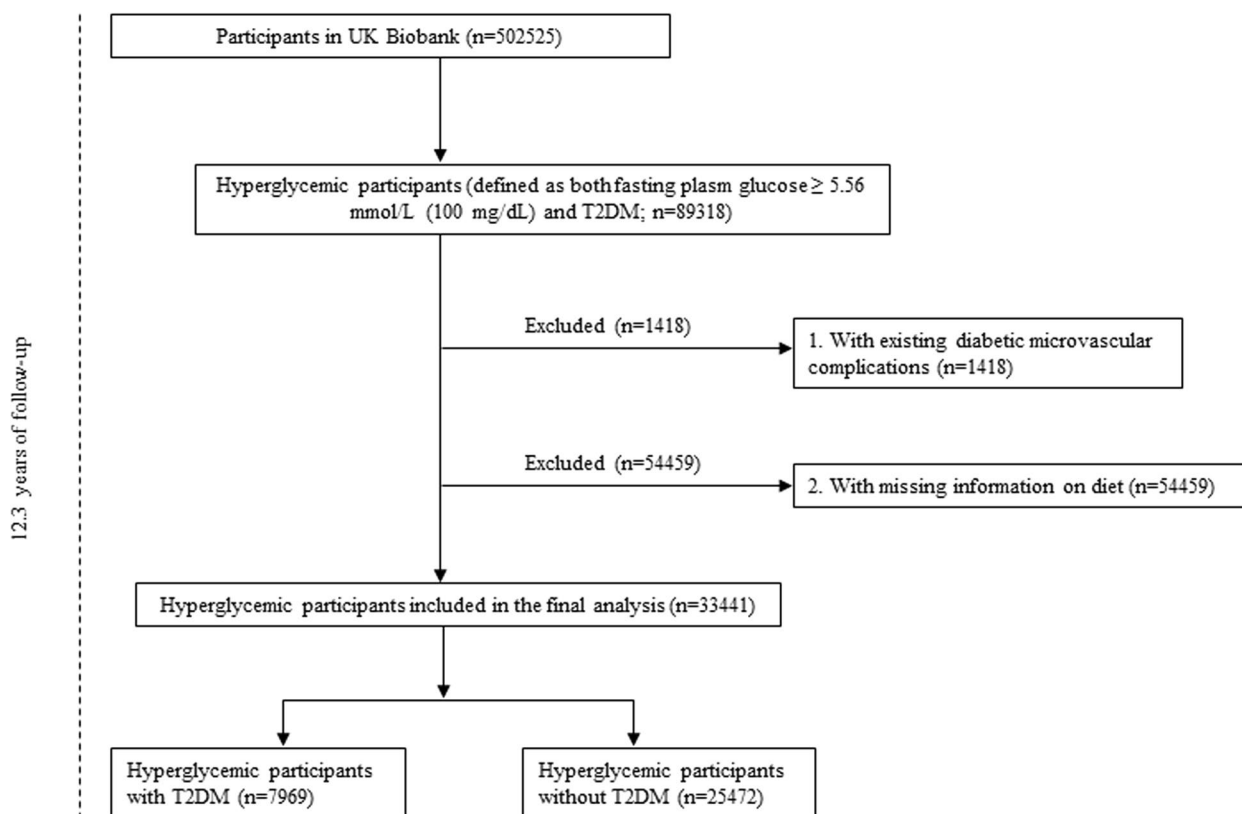 Participants in UK Biobank (n=502525)
Hyperglycemic participants (defined as both fasting plasm glucose ≥ 5.56
mmol/L (100 mg/dL) and T2DM; n=89318)
Excluded (n=1418)
1. With existing diabetic microvascular
complications (n=1418)
12.3 years of follow-up
Excluded (n=54459)
2. With missing information on diet (n=54459)
Hyperglycemic participants included in the final analysis (n=33441)
Hyperglycemic participants
with T2DM (n=7969)
Hyperglycemic participants
without T2DM (n=25472)